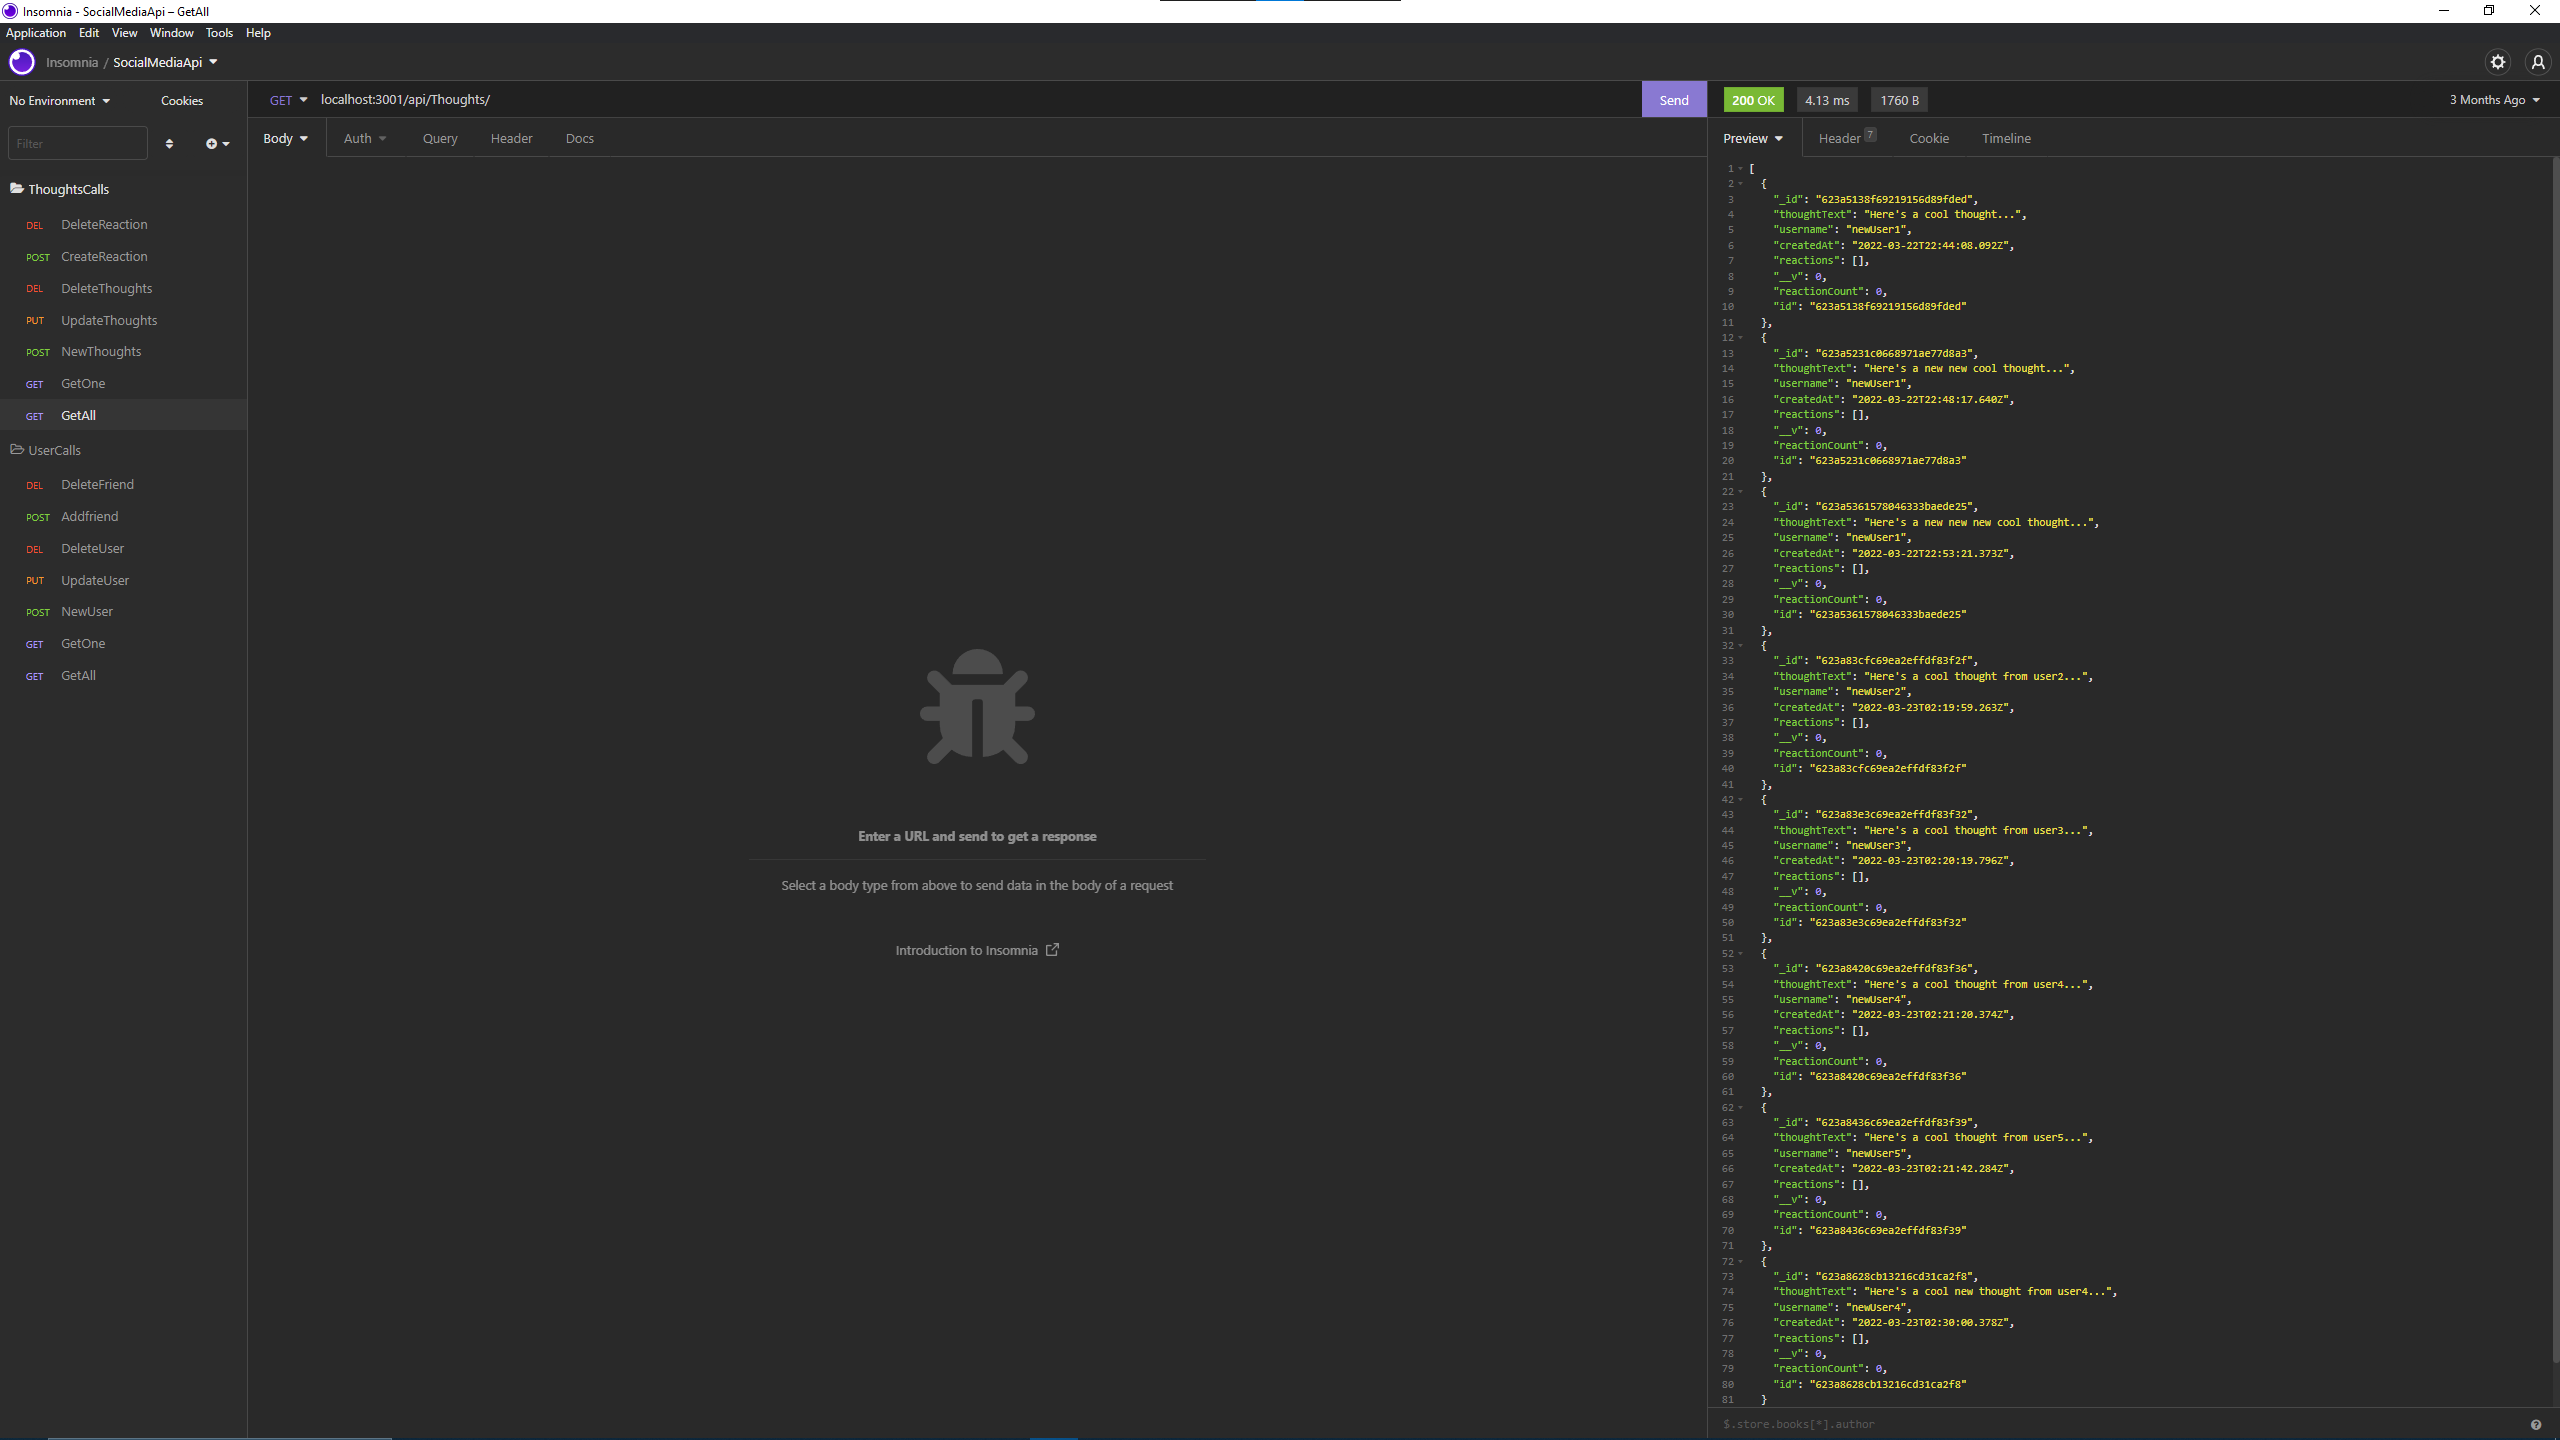 Insomnia - SocialMediaApi – GetAll
Application Edit View Window Tools Help
Insomnia / SocialMediaApi
No Environment Cookies
Filter
ThoughtsCalls
DEL DeleteReaction
POST CreateReaction
DEL DeleteThoughts
PUT UpdateThoughts
POST NewThoughts
GET GetOne
GET GetAll
UserCalls
DEL DeleteFriend
POST Addfriend
DEL DeleteUser
PUT UpdateUser
POST NewUser
GET GetOne
GET GetAll
GET localhost:3001/api/Thoughts/ Send
Body Auth Query Header Docs
Enter a URL and send to get a response
Select a body type from above to send data in the body of a request
Introduction to Insomnia
200 OK 4.13 ms 1760 B 3 Months Ago
Preview Header 7 Cookie Timeline
1 [
2 {
3 "_id": "623a5138f69219156d89fded",
4 "thoughtText": "Here's a cool thought...",
5 "username": "newUser1",
6 "createdAt": "2022-03-22T22:44:08.092Z",
7 "reactions": [],
8 "__v": 0,
9 "reactionCount": 0,
10 "id": "623a5138f69219156d89fded"
11 },
12 {
13 "_id": "623a5231c0668971ae77d8a3",
14 "thoughtText": "Here's a new new cool thought...",
15 "username": "newUser1",
16 "createdAt": "2022-03-22T22:48:17.640Z",
17 "reactions": [],
18 "__v": 0,
19 "reactionCount": 0,
20 "id": "623a5231c0668971ae77d8a3"
21 },
22 {
23 "_id": "623a5361578046333baede25",
24 "thoughtText": "Here's a new new new cool thought...",
25 "username": "newUser1",
26 "createdAt": "2022-03-22T22:53:21.373Z",
27 "reactions": [],
28 "__v": 0,
29 "reactionCount": 0,
30 "id": "623a5361578046333baede25"
31 },
32 {
33 "_id": "623a83cfc69ea2effdf83f2f",
34 "thoughtText": "Here's a cool thought from user2...",
35 "username": "newUser2",
36 "createdAt": "2022-03-23T02:19:59.263Z",
37 "reactions": [],
38 "__v": 0,
39 "reactionCount": 0,
40 "id": "623a83cfc69ea2effdf83f2f"
41 },
42 {
43 "_id": "623a83e3c69ea2effdf83f32",
44 "thoughtText": "Here's a cool thought from user3...",
45 "username": "newUser3",
46 "createdAt": "2022-03-23T02:20:19.796Z",
47 "reactions": [],
48 "__v": 0,
49 "reactionCount": 0,
50 "id": "623a83e3c69ea2effdf83f32"
51 },
52 {
53 "_id": "623a8420c69ea2effdf83f36",
54 "thoughtText": "Here's a cool thought from user4...",
55 "username": "newUser4",
56 "createdAt": "2022-03-23T02:21:20.374Z",
57 "reactions": [],
58 "__v": 0,
59 "reactionCount": 0,
60 "id": "623a8420c69ea2effdf83f36"
61 },
62 {
63 "_id": "623a8436c69ea2effdf83f39",
64 "thoughtText": "Here's a cool thought from user5...",
65 "username": "newUser5",
66 "createdAt": "2022-03-23T02:21:42.284Z",
67 "reactions": [],
68 "__v": 0,
69 "reactionCount": 0,
70 "id": "623a8436c69ea2effdf83f39"
71 },
72 {
73 "_id": "623a8628cb13216cd31ca2f8",
74 "thoughtText": "Here's a cool new thought from user4...",
75 "username": "newUser4",
76 "createdAt": "2022-03-23T02:30:00.378Z",
77 "reactions": [],
78 "__v": 0,
79 "reactionCount": 0,
80 "id": "623a8628cb13216cd31ca2f8"
81 }
$.store.books[*].author